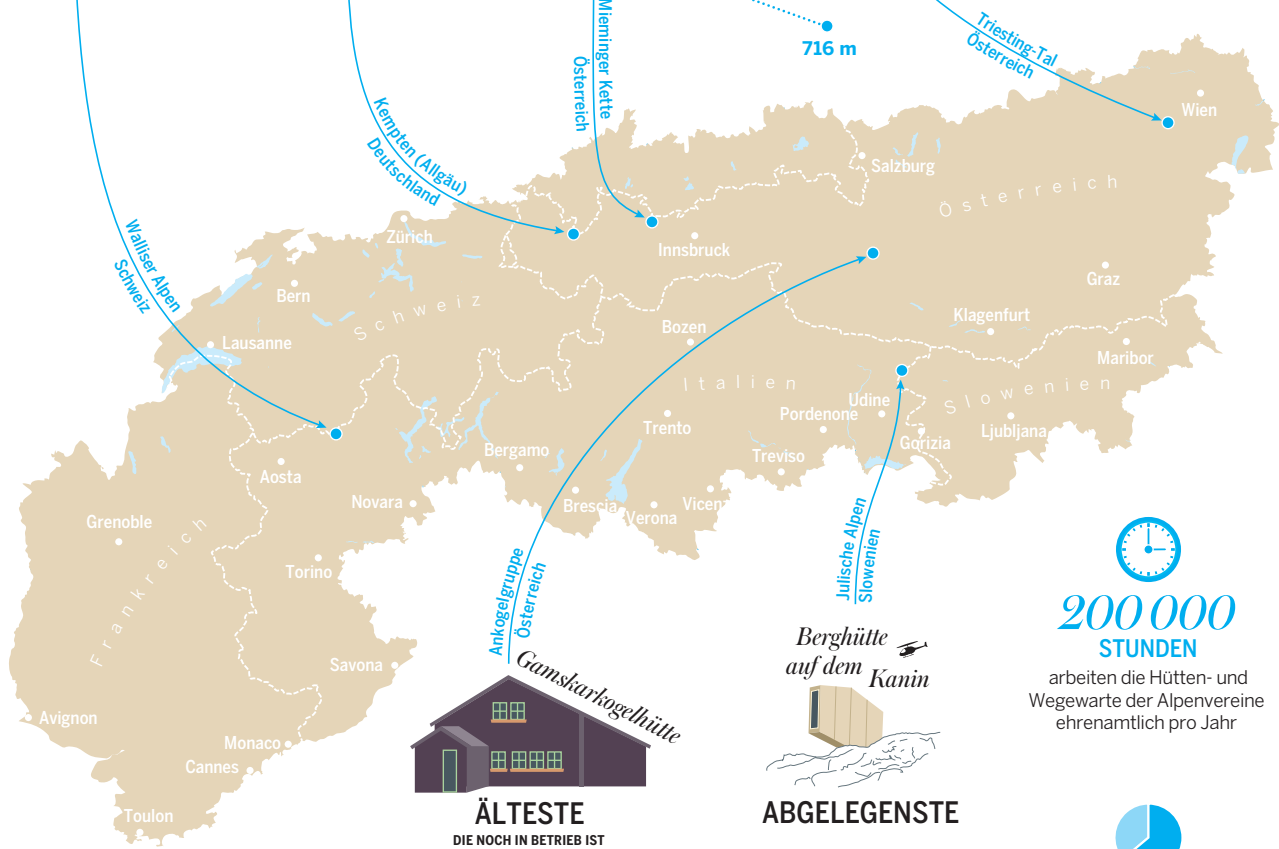 716 m
Triesting-Tal
Österreich
Mieminger Kette
Österreich
Kempten (Allgäu)
Deutschland
Walliser Alpen
Schweiz
Wien
Salzburg
Österreich
Zürich
Innsbruck
Bern
Graz
Schweiz
Klagenfurt
Bozen
Lausanne
Maribor
Italien
Slowenien
Udine
Pordenone
Trento
Ljubljana
Gorizia
Bergamo
Treviso
Aosta
Novara
Brescia
Verona
Vicen
Grenoble
Frankreich
Torino
Savona
Avignon
Monaco
Cannes
Toulon
Ankogelgruppe
Österreich
Gamskarkogelhütte
ÄLTESTE
DIE NOCH IN BETRIEB IST
Julische Alpen
Slowenien
Berghütte
auf dem
Kanin
ABGELEGENSTE
200 000
STUNDEN
arbeiten die Hütten- und
Wegewarte der Alpenvereine
ehrenamtlich pro Jahr